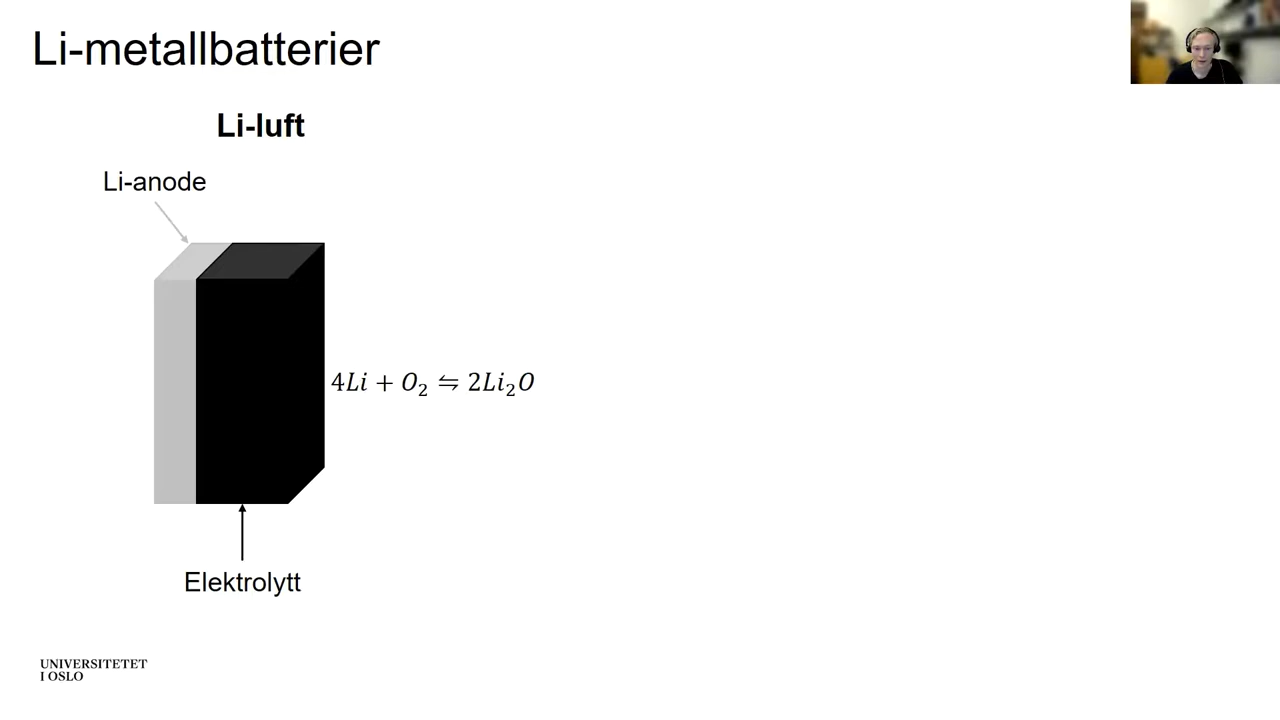 Li-metallbatterier
Li-luft
Li-anode
4Li + O₂ ⇋ 2Li₂O
Elektrolytt
UNIVERSITETET
I OSLO